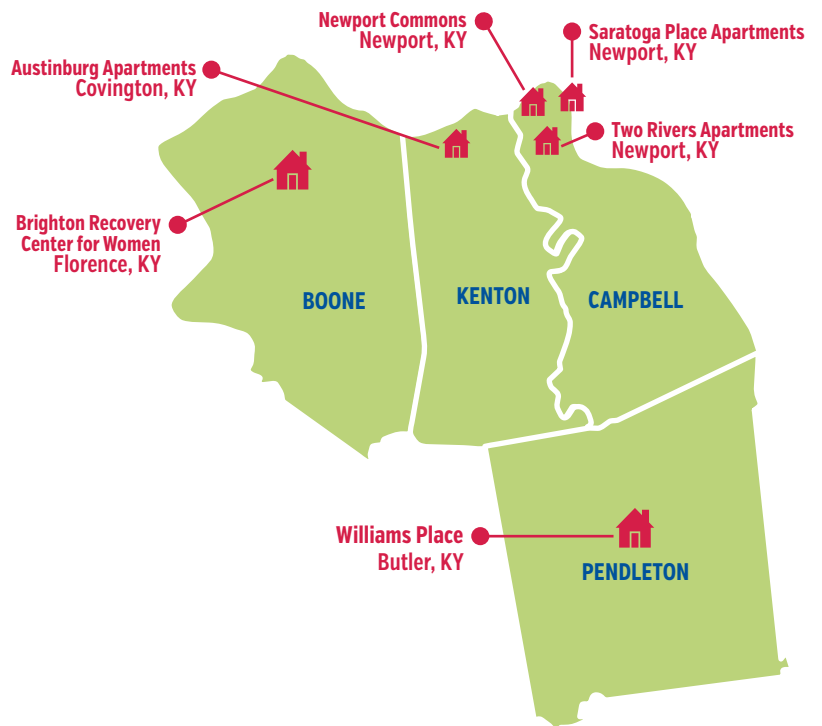 Newport Commons
Newport, KY
Saratoga Place Apartments
Newport, KY
Austinburg Apartments
Covington, KY
Two Rivers Apartments
Newport, KY
Brighton Recovery
Center for Women
Florence, KY
BOONE
KENTON
CAMPBELL
Williams Place
Butler, KY
PENDLETON